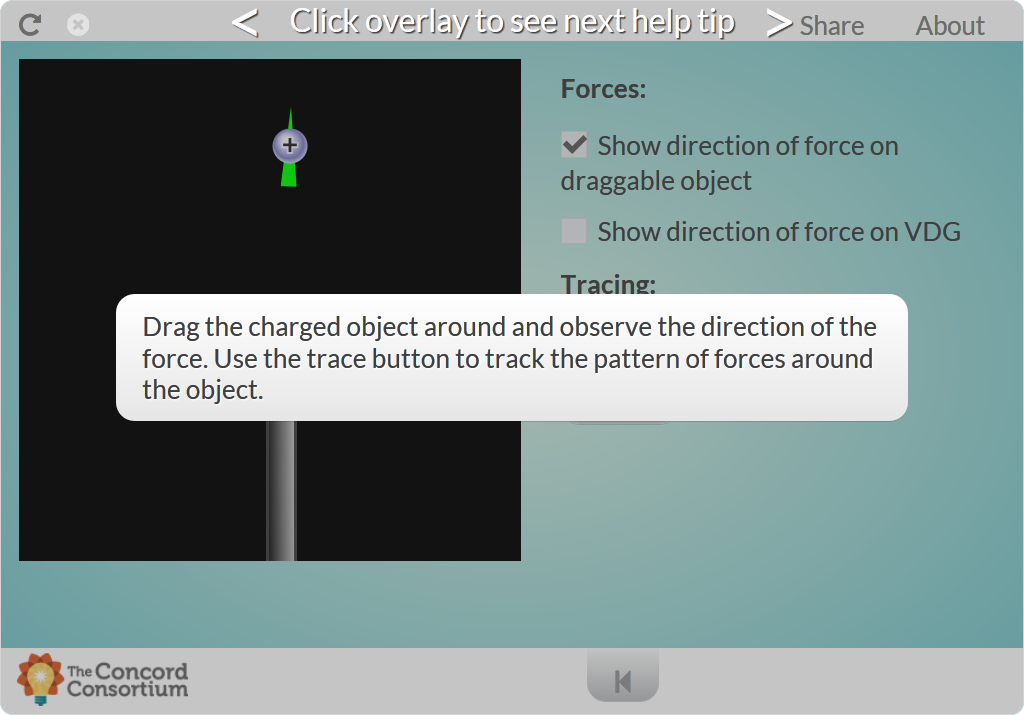 Click overlay to see next help tip
Share
About
Forces:
Show direction of force on
draggable object
Show direction of force on VDG
Tracing:
Drag the charged object around and observe the direction of the
force. Use the trace button to track the pattern of forces around
the object.
The Concord
Consortium